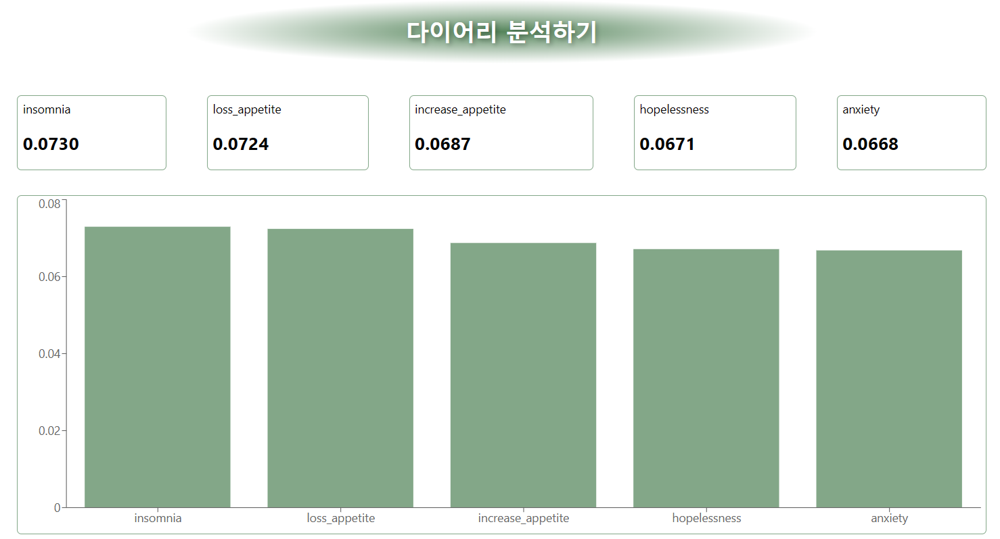 다이어리 분석하기
insomnia
0.0730
loss_appetite
0.0724
increase_appetite
0.0687
hopelessness
0.0671
anxiety
0.0668
0.08
0.06
0.04
0.02
0
insomnia
loss_appetite
increase_appetite
hopelessness
anxiety